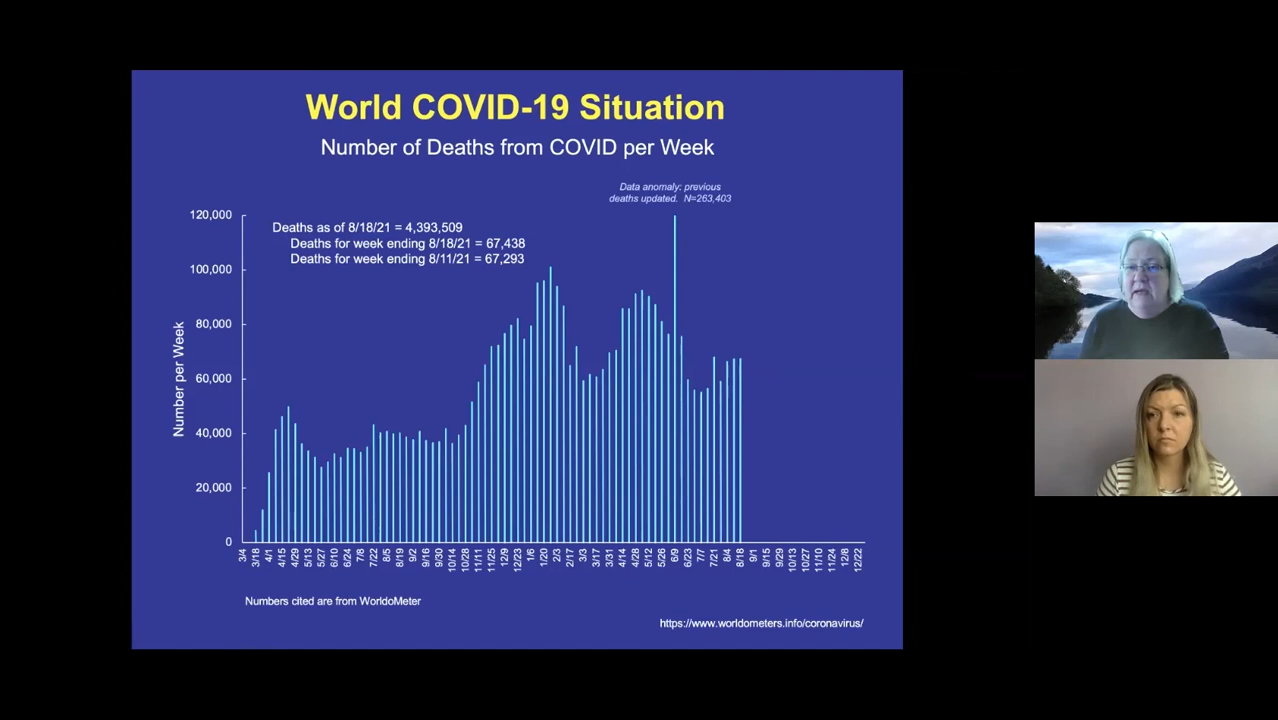 World COVID-19 Situation
Number of Deaths from COVID per Week
Data anomaly: previous
deaths updated. N=263,403
Deaths as of 8/18/21 = 4,393,509
Deaths for week ending 8/18/21 = 67,438
Deaths for week ending 8/11/21 = 67,293
Number per Week
120,000
100,000
80,000
60,000
40,000
20,000
0
3/4 3/18 4/1 4/15 4/29 5/13 5/27 6/10 6/24 7/8 7/22 8/5 8/19 9/2 9/16 9/30 10/14 10/28 11/11 11/25 12/9 12/23 1/6 1/20 2/3 2/17 3/3 3/17 3/31 4/14 4/28 5/12 5/26 6/9 6/23 7/7 7/21 8/4 8/18 9/1 9/15 9/29 10/13 10/27 11/10 11/24 12/8 12/22
Numbers cited are from WorldoMeter
https://www.worldometers.info/coronavirus/